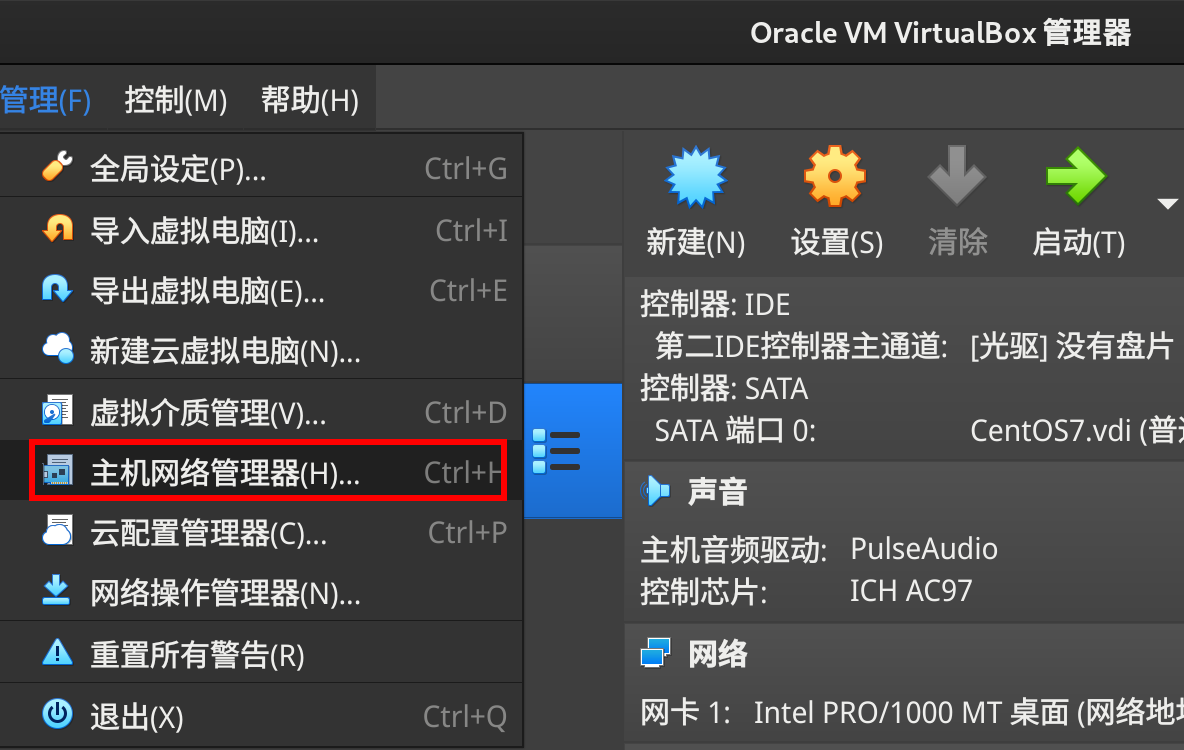 Oracle VM VirtualBox 管理器
管理(F) 控制(M) 帮助(H)
全局设定(P)... Ctrl+G
导入虚拟电脑(I)... Ctrl+I
导出虚拟电脑(E)... Ctrl+E
新建云虚拟电脑(N)...
虚拟介质管理(V)... Ctrl+D
主机网络管理器(H)... Ctrl+H
云配置管理器(C)... Ctrl+P
网络操作管理器(N)...
重置所有警告(R)
退出(X) Ctrl+Q
新建(N) 设置(S) 清除 启动(T)
控制器: IDE
第二IDE控制器主通道: [光驱] 没有盘片
控制器: SATA
SATA 端口 0: CentOS7.vdi (普通
声音
主机音频驱动: PulseAudio
控制芯片: ICH AC97
网络
网卡 1: Intel PRO/1000 MT 桌面 (网络地址